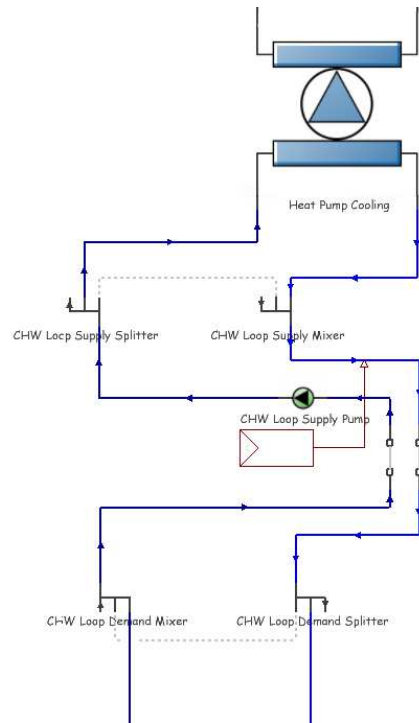 Heat Pump Cooling
CHW Loop Supply Splitter
CHW Loop Supply Mixer
CHW Loop Supply Pump
CHW Loop Demand Mixer
CHW Loop Demand Splitter